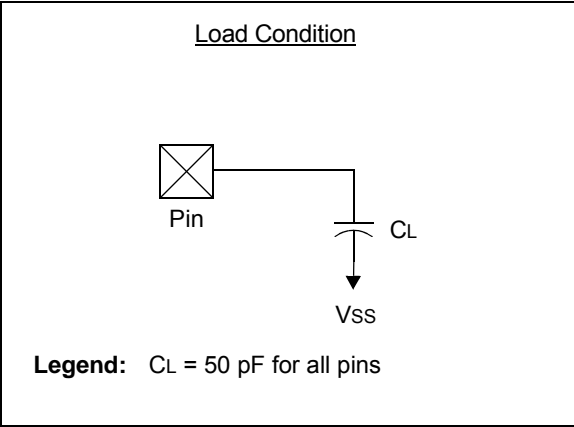 Load Condition
Pin
CL
VSS
Legend: CL = 50 pF for all pins